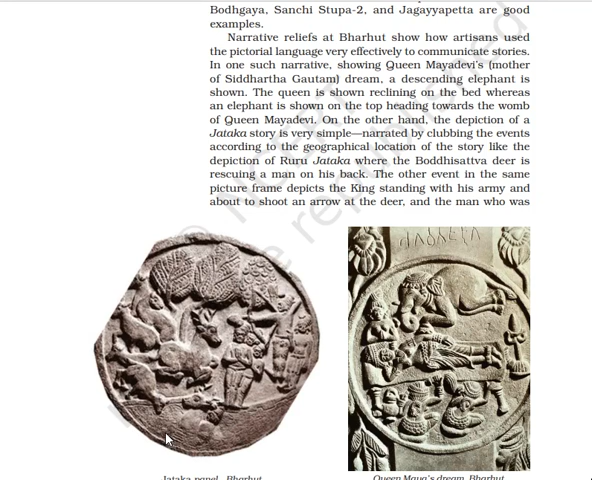 Bodhgaya, Sanchi Stupa-2, and Jagayyapetta are good
examples.
Narrative reliefs at Bharhut show how artisans used
the pictorial language very effectively to communicate stories.
In one such narrative, showing Queen Mayadevi's (mother
of Siddhartha Gautam) dream, a descending elephant is
shown. The queen is shown reclining on the bed whereas
an elephant is shown on the top heading towards the womb
of Queen Mayadevi. On the other hand, the depiction of a
Jataka story is very simple—narrated by clubbing the events
according to the geographical location of the story like the
depiction of Ruru Jataka where the Boddhisattva deer is
rescuing a man on his back. The other event in the same
picture frame depicts the King standing with his army and
about to shoot an arrow at the deer, and the man who was
Jataka panel, Bharhut
Queen Maya's dream, Bharhut